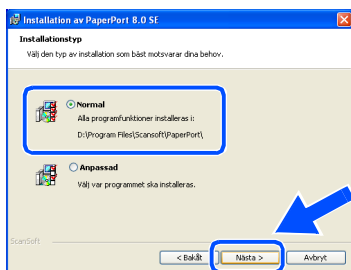 Installation av PaperPort 8.0 SE
Installationstyp
Välj den typ av installation som bäst motsvarar dina behov.
Normal
Alla programfunktioner installeras i:
D:\Program Files\Scansoft\PaperPort\
Anpassad
Välj var programmet ska installeras.
ScanSoft
< Bakåt
Nästa >
Avbryt